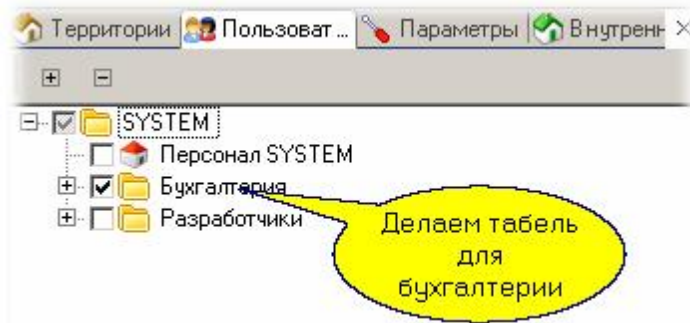 Территории Пользоват ... Параметры Внутренн
SYSTEM
Персонал SYSTEM
Бухгалтерия
Разработчики
Делаем табель
для
бухгалтерии